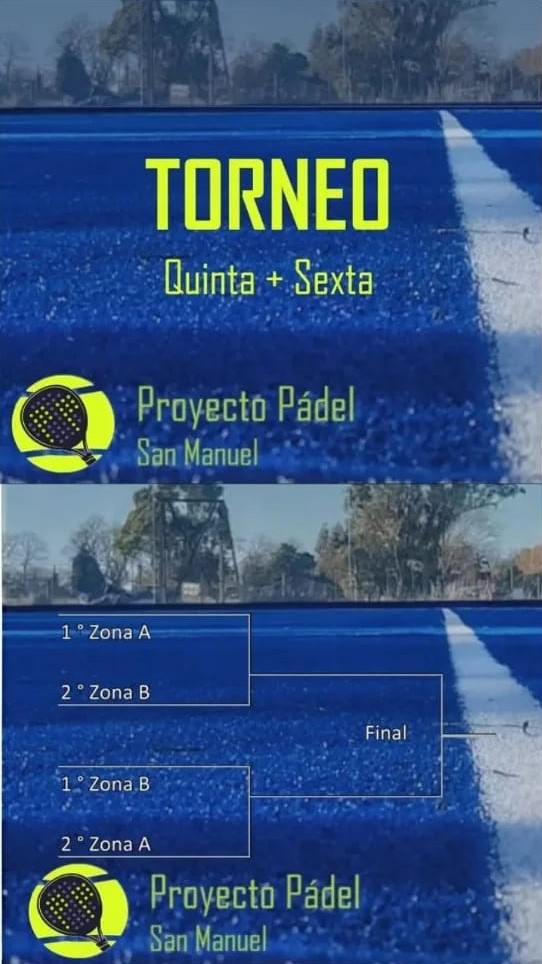 TORNEO
Quinta + Sexta
Proyecto Pádel
San Manuel
1° Zona A
2° Zona B
Final
1° Zona B
2° Zona A
Proyecto Pádel
San Manuel